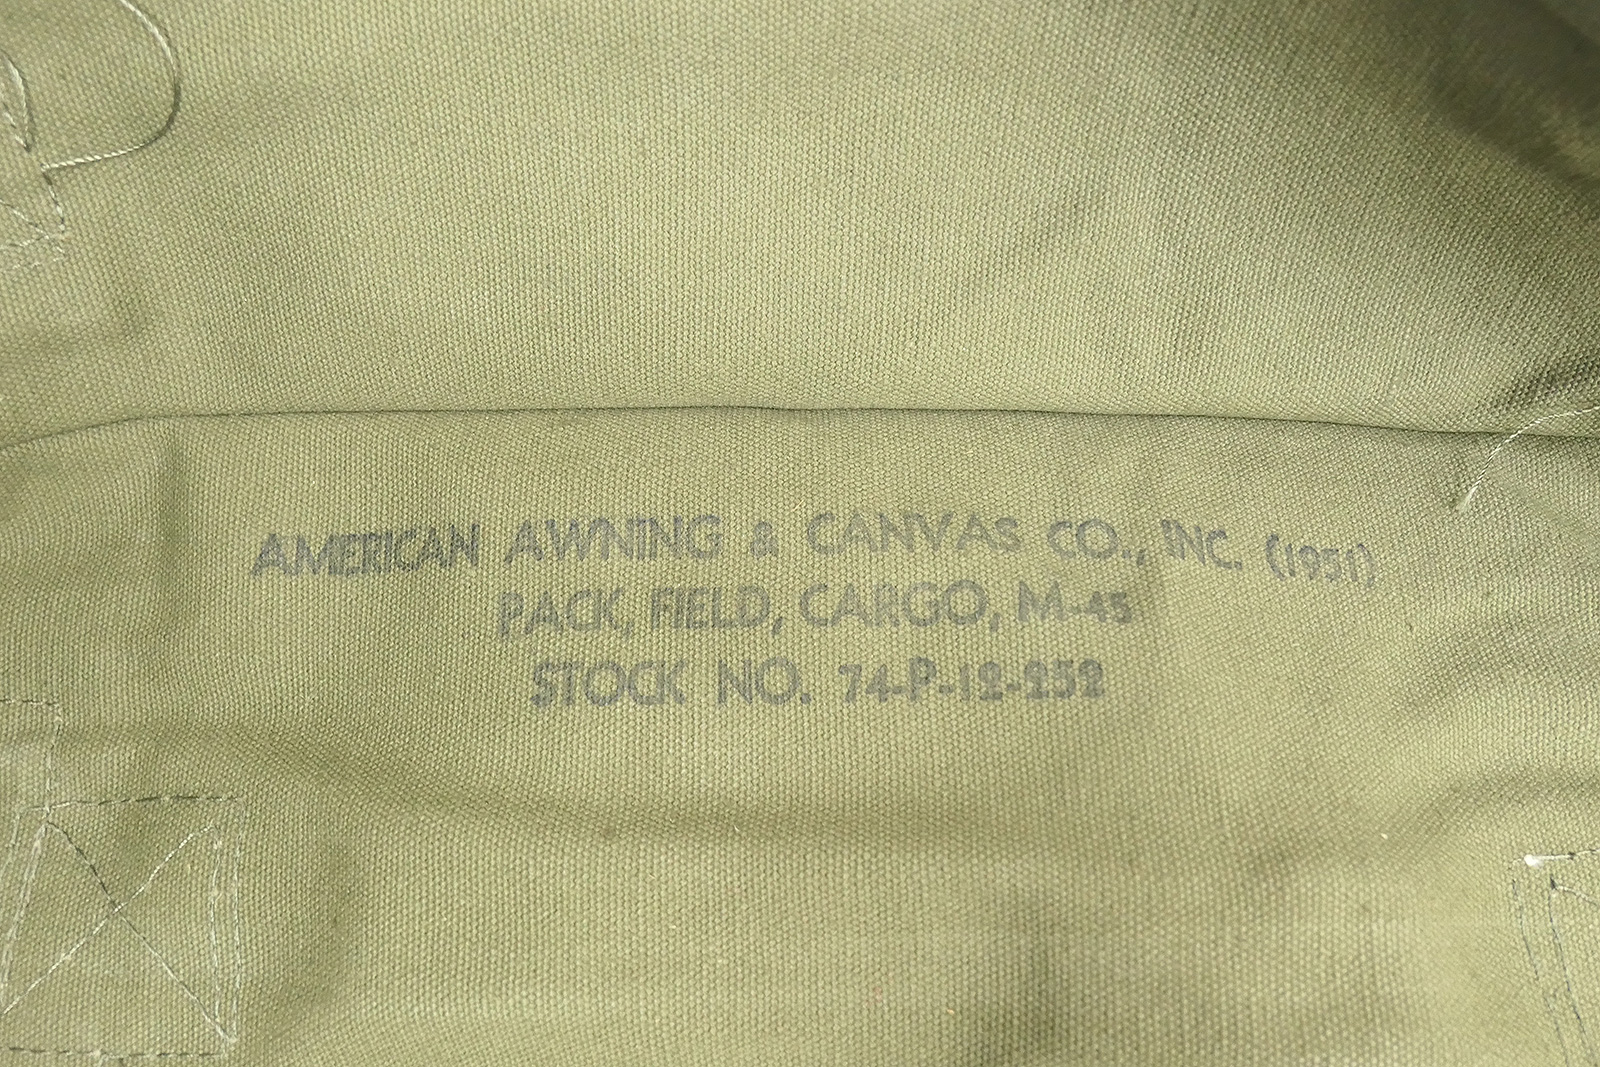 AMERICAN AWNING & CANVAS CO., INC. (1951)
PACK, FIELD, CARGO, M-45
STOCK NO. 74-P-12-252